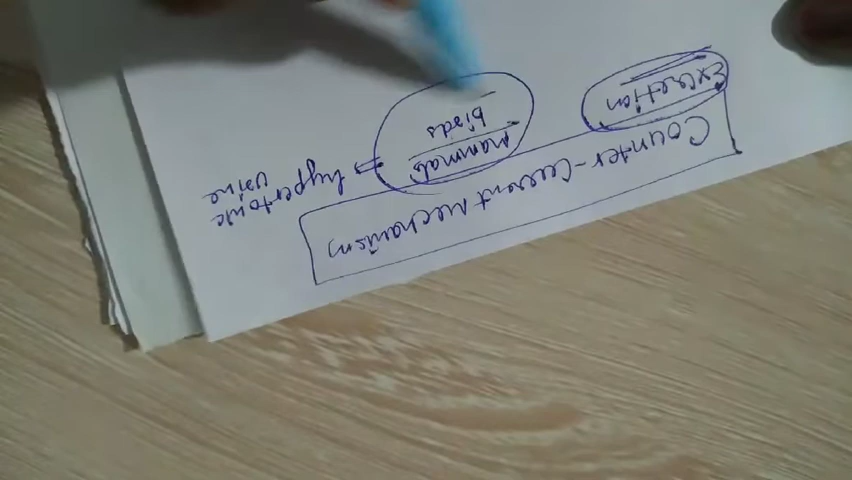 Counter-Current Mechanism
Excretion
mammals ⇒ hypertonic
birds urine